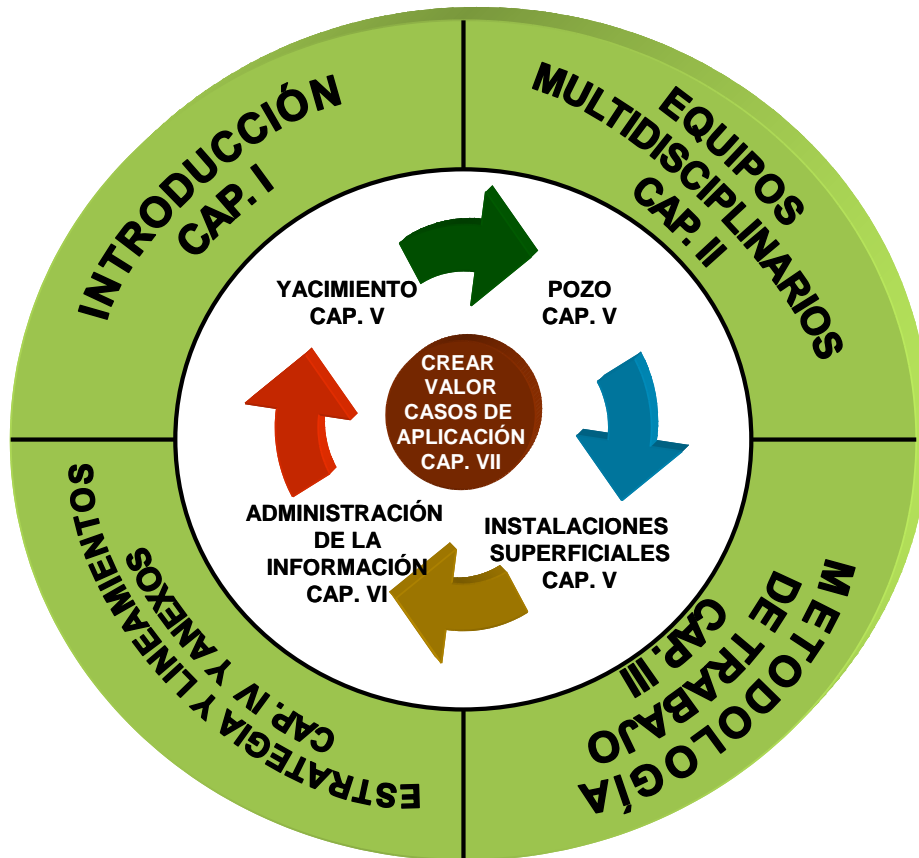 INTRODUCCIÓN
CAP. I
EQUIPOS
MULTIDISCIPLINARIOS
CAP. II
YACIMIENTO
CAP. V
POZO
CAP. V
CREAR
VALOR
CASOS DE
APLICACIÓN
CAP. VII
ADMINISTRACIÓN
DE LA
INFORMACIÓN
CAP. VI
INSTALACIONES
SUPERFICIALES
CAP. V
ESTRATEGIA Y LINEAMIENTOS
CAP. IV Y ANEXOS
METODOLOGÍA
DE TRABAJO
CAP. III